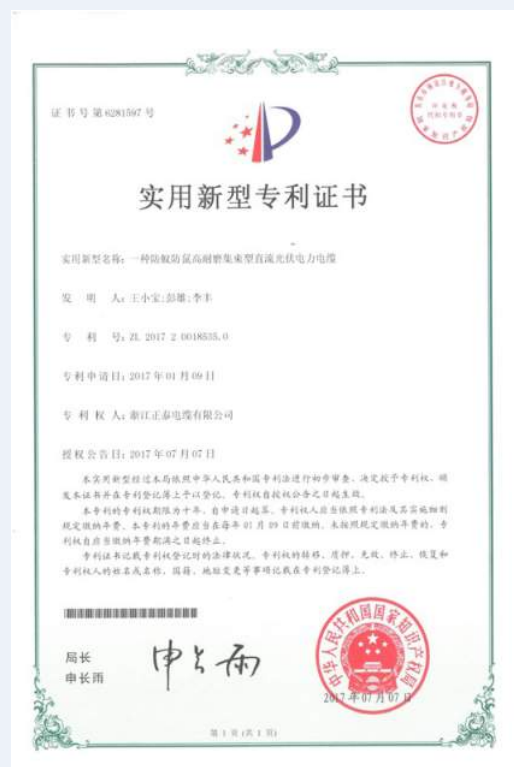 证书号第6281597号
实用新型专利证书
实用新型名称：一种防蚁防鼠高耐磨集束型直流光伏电力电缆
发明人：王小宝;彭雄;李丰
专利号：ZL 2017 2 0018535.0
专利申请日：2017年01月09日
专利权人：浙江正泰电缆有限公司
授权公告日：2017年07月07日
本实用新型经过本局依照中华人民共和国专利法进行初步审查，决定授予专利权，颁
发本证书并在专利登记簿上予以登记。专利权自授权公告之日起生效。
本专利的专利权期限为十年，自申请日起算。专利权人应当依照专利法及其实施细则
规定缴纳年费。本专利的年费应当在每年01月09日前缴纳。未按照规定缴纳年费的，专
利权自应当缴纳年费期满之日起终止。
专利证书记载专利权登记时的法律状况。专利权的转移、质押、无效、终止、恢复和
专利权人的姓名或名称、国籍、地址变更等事项记载在专利登记簿上。
局长
申长雨
申长雨
中华人民共和国国家知识产权局
2017年07月07日
第1页(共1页)